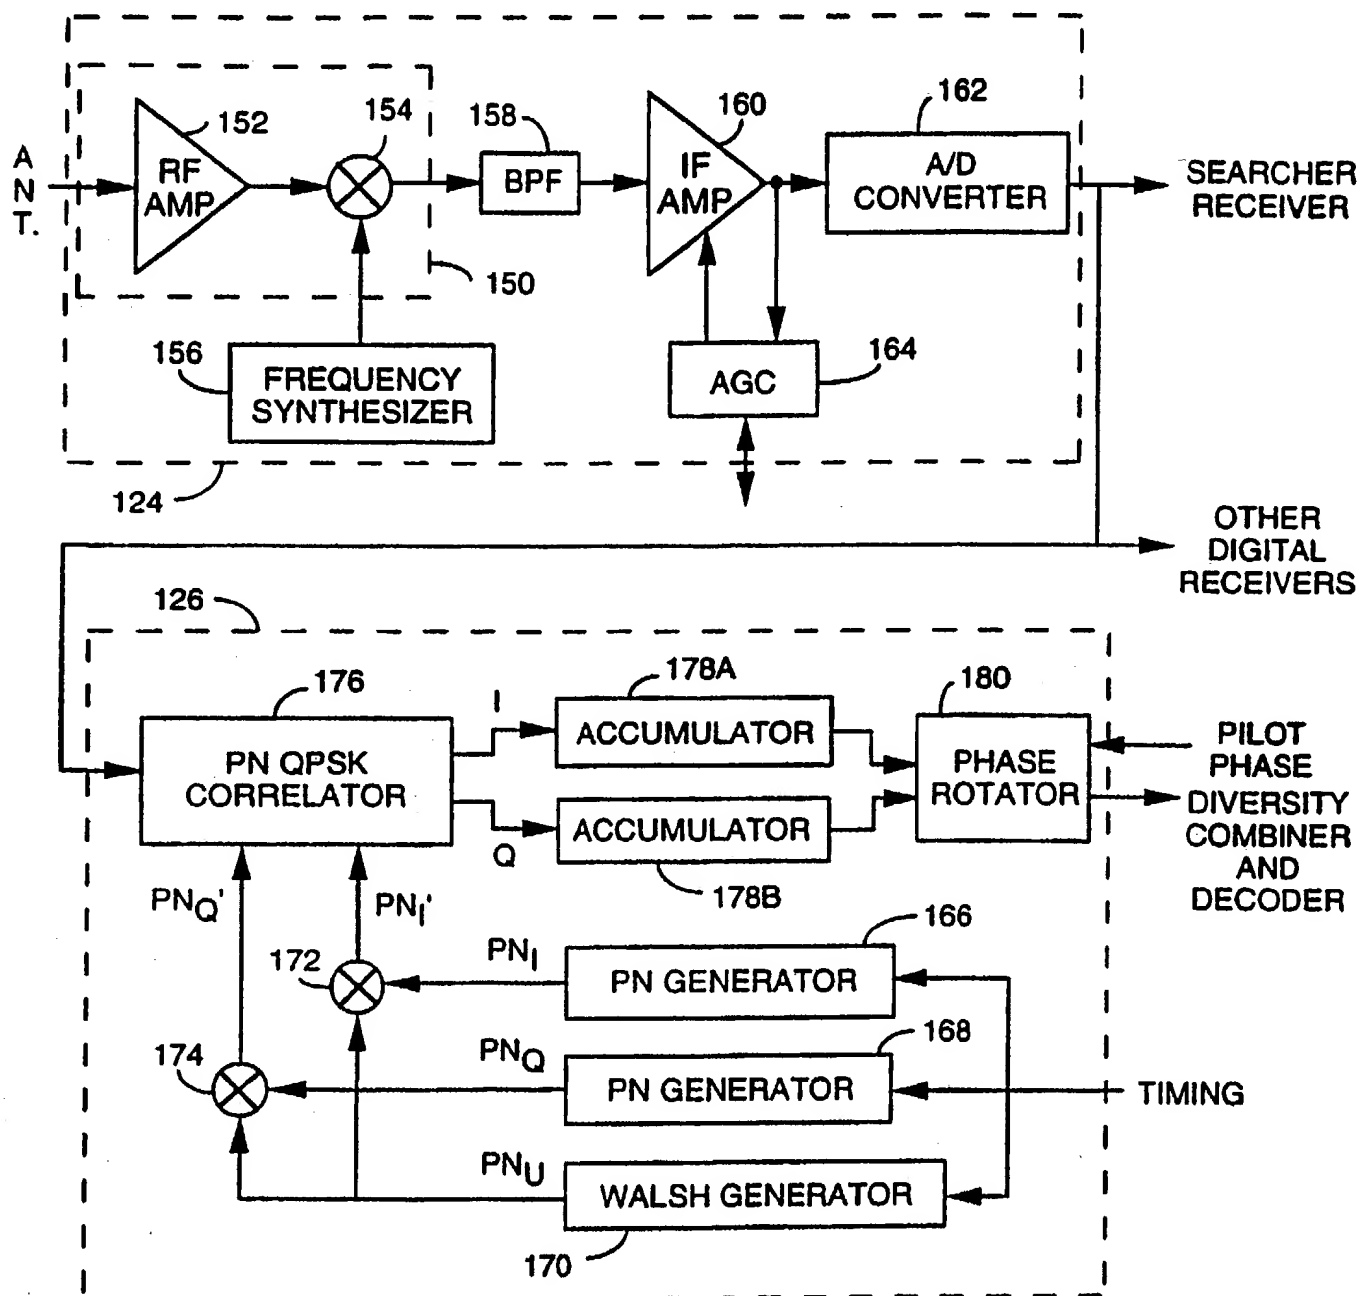 A
N
T.
RF
AMP
152
154
158
BPF
160
IF
AMP
162
A/D
CONVERTER
SEARCHER
RECEIVER
150
156
FREQUENCY
SYNTHESIZER
AGC
164
124
OTHER
DIGITAL
RECEIVERS
126
176
PN QPSK
CORRELATOR
I
Q
178A
ACCUMULATOR
ACCUMULATOR
178B
180
PHASE
ROTATOR
PILOT
PHASE
DIVERSITY
COMBINER
AND
DECODER
PNQ'
PNI'
172
PNI
166
PN GENERATOR
174
PNQ
168
PN GENERATOR
TIMING
PNU
WALSH GENERATOR
170